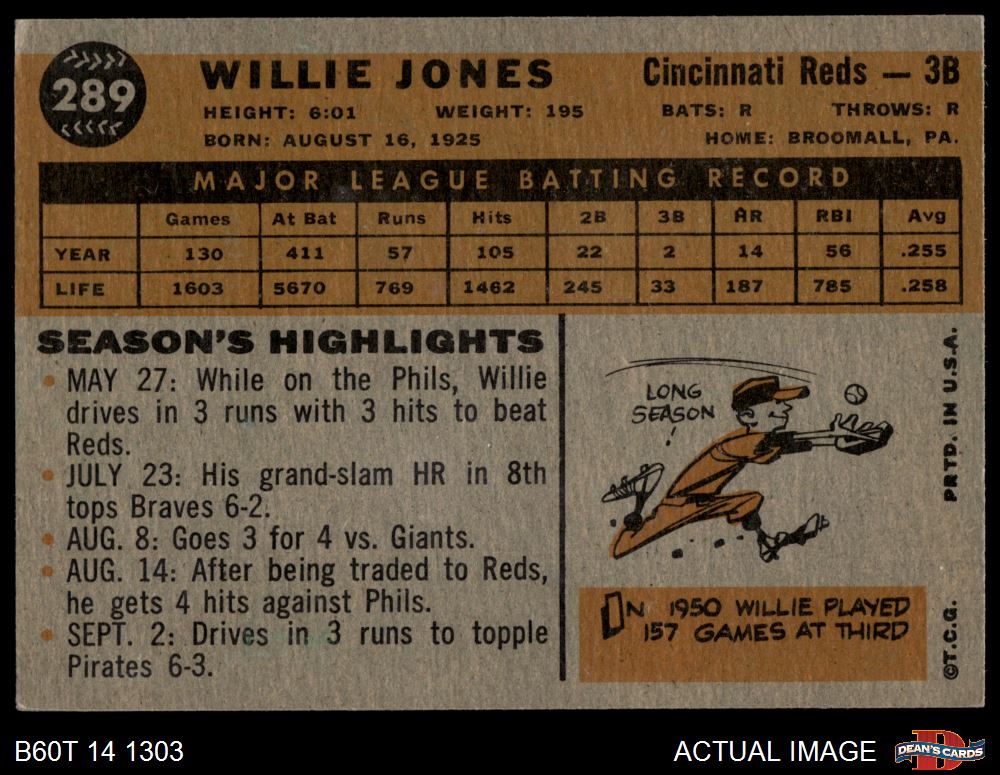 289
WILLIE JONES
Cincinnati Reds — 3B
HEIGHT: 6:01 WEIGHT: 195 BATS: R THROWS: R
BORN: AUGUST 16, 1925 HOME: BROOMALL, PA.
MAJOR LEAGUE BATTING RECORD
Games At Bat Runs Hits 2B 3B HR RBI Avg
YEAR 130 411 57 105 22 2 14 56 .255
LIFE 1603 5670 769 1462 245 33 187 785 .258
SEASON'S HIGHLIGHTS
• MAY 27: While on the Phils, Willie
drives in 3 runs with 3 hits to beat
Reds.
• JULY 23: His grand-slam HR in 8th
tops Braves 6-2.
• AUG. 8: Goes 3 for 4 vs. Giants.
• AUG. 14: After being traded to Reds,
he gets 4 hits against Phils.
• SEPT. 2: Drives in 3 runs to topple
Pirates 6-3.
LONG
SEASON
!
IN 1950 WILLIE PLAYED
157 GAMES AT THIRD
©T.C.G. PRTD. IN U.S.A.
B60T 14 1303
ACTUAL IMAGE
D
DEAN'S CARDS